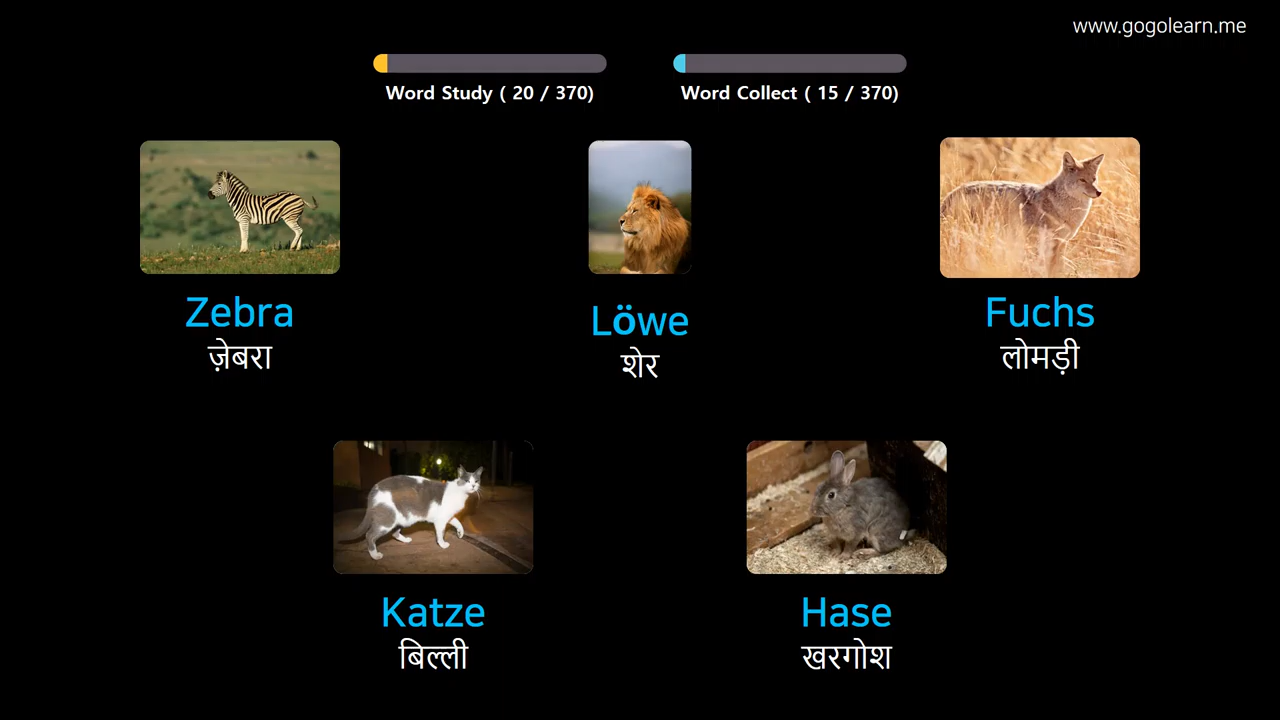 www.gogolearn.me
Word Study ( 20 / 370)
Word Collect ( 15 / 370)
Zebra
ज़ेबरा
Löwe
शेर
Fuchs
लोमड़ी
Katze
बिल्ली
Hase
खरगोश